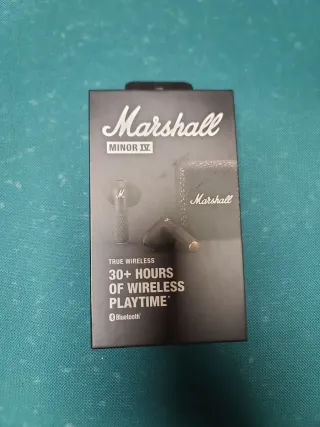 Marshall
MINOR IV
Marshall
TRUE WIRELESS
30+ HOURS
OF WIRELESS
PLAYTIME*
Bluetooth®